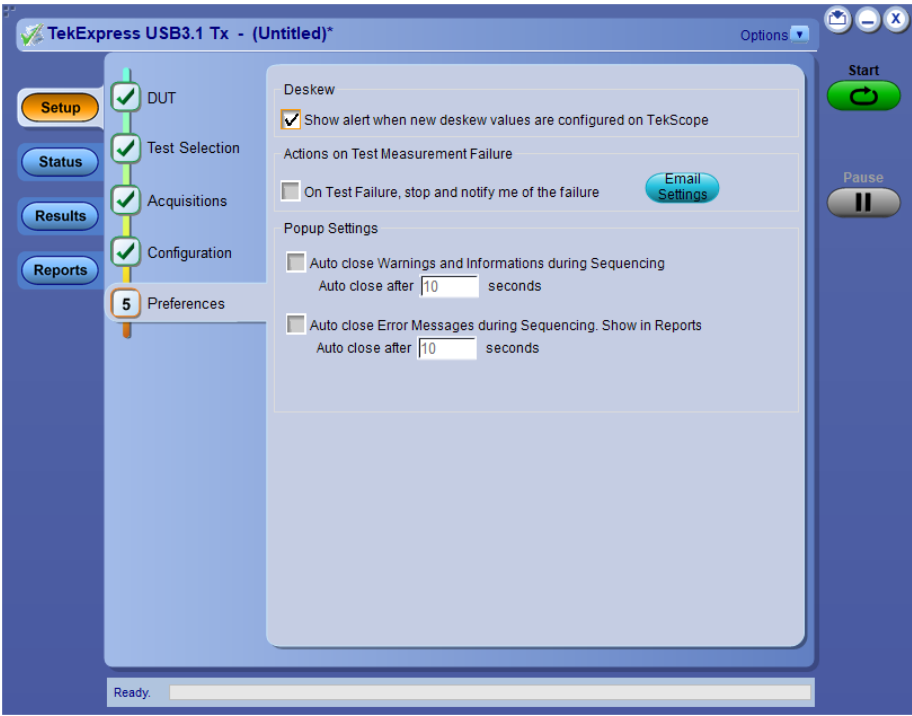 TekExpress USB3.1 Tx - (Untitled)*
Options
X
Start
Pause
Setup
Status
Results
Reports
DUT
Test Selection
Acquisitions
Configuration
5 Preferences
Deskew
Show alert when new deskew values are configured on TekScope
Actions on Test Measurement Failure
On Test Failure, stop and notify me of the failure
Email
Settings
Popup Settings
Auto close Warnings and Informations during Sequencing
Auto close after 10 seconds
Auto close Error Messages during Sequencing. Show in Reports
Auto close after 10 seconds
Ready.